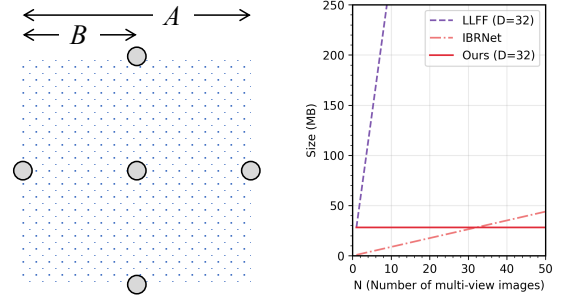 A
B
250
200
150
100
50
0
Size (MB)
LLFF (D=32)
IBRNet
Ours (D=32)
0 10 20 30 40 50
N (Number of multi-view images)